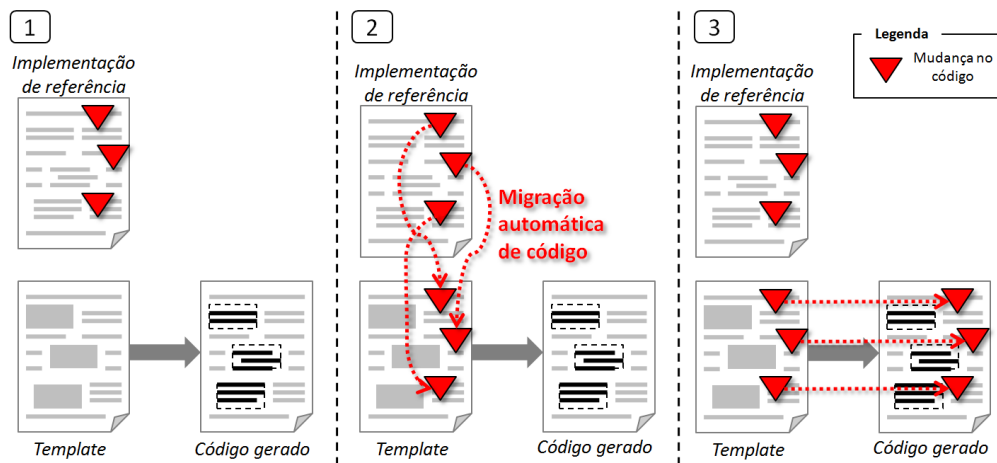 1
Implementação
de referência
Template
Código gerado
2
Implementação
de referência
Migração
automática
de código
Template
Código gerado
3
Implementação
de referência
Template
Código gerado
Legenda
Mudança no
código